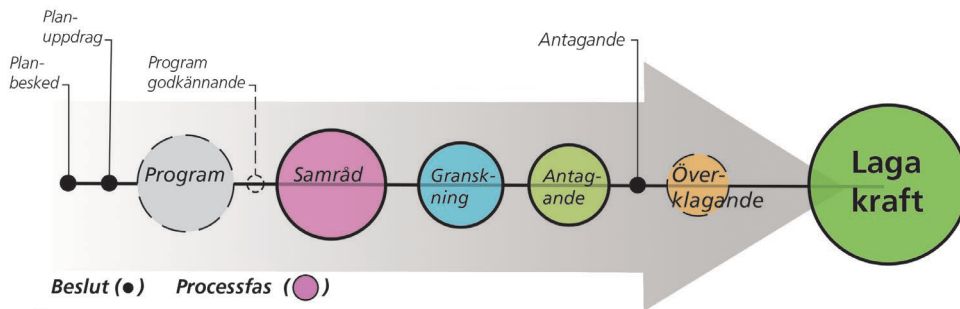 Plan-
uppdrag
Plan-
besked
Program
godkännande
Antagande
Program
Samråd
Gransk-
ning
Antag-
ande
Över-
klagande
Laga
kraft
Beslut (●) Processfas ( )